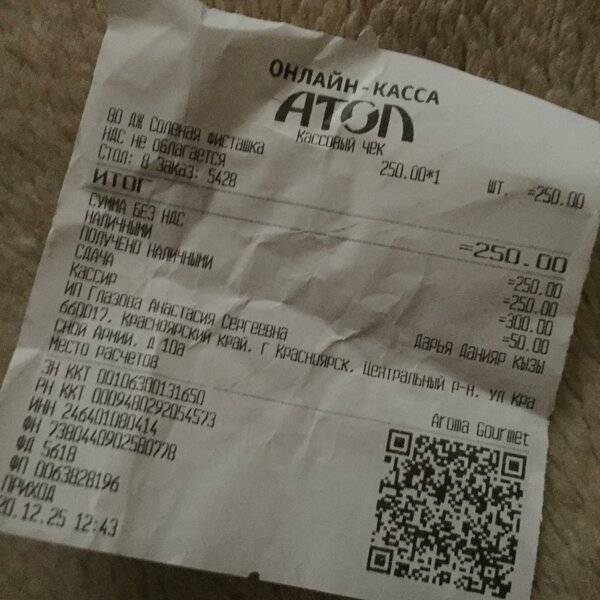 ОНЛАЙН-КАССА
АТОЛ
Кассовый чек
ВО ДЖ Соленая фисташка
250.00*1 шт. =250.00
НДС не облагается
Стол: 8 Заказ: 5428
ИТОГ =250.00
СУММА БЕЗ НДС =250.00
НАЛИЧНЫМИ =250.00
ПОЛУЧЕНО НАЛИЧНЫМИ =300.00
СДАЧА =50.00
Кассир Дарья Данияр кызы
ИП Глазова Анастасия Сергеевна
660017, Красноярский край, г Красноярск, Центральный р-н, ул Кра
сной Армии, д 10а
Место расчетов Aroma Gourmet
ЗН ККТ 00106300131650
РН ККТ 0009480292054573
ИНН 246401080414
ФН 7380440902580778
ФД 5618
ФП 0063828196
ПРИХОД
20.12.25 12:43